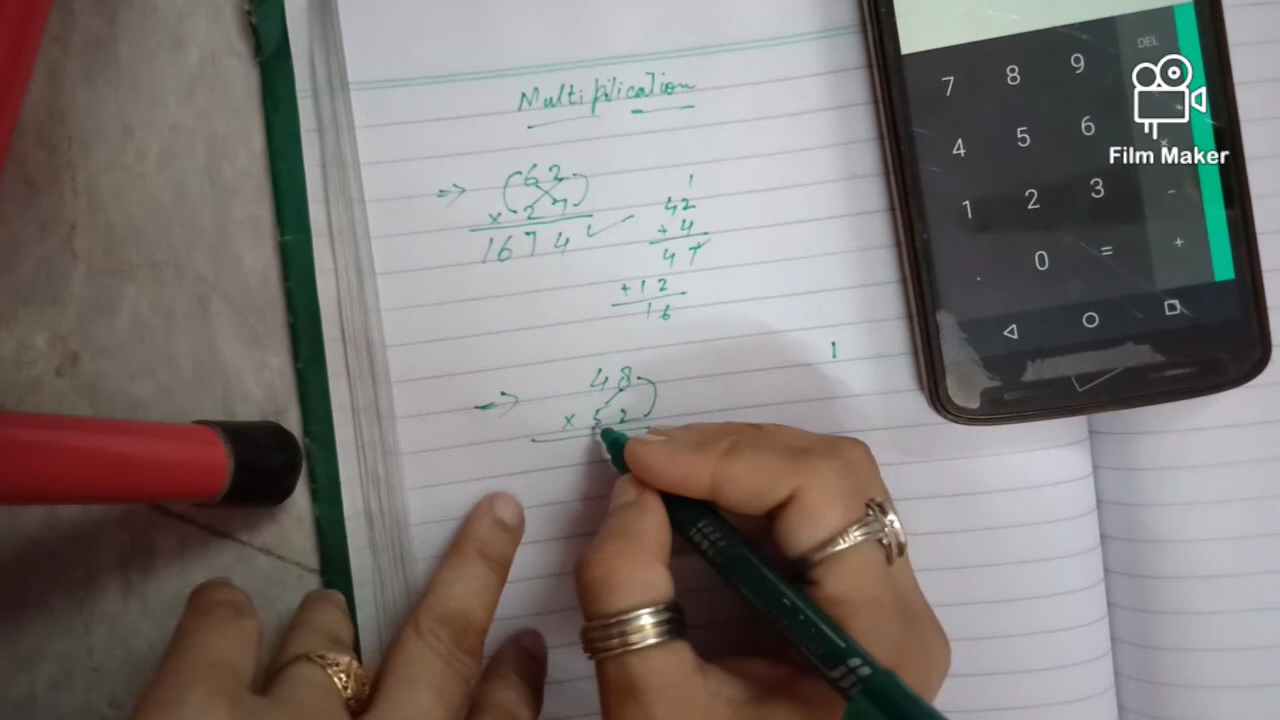 Multiplication
⇒ 62
× 27
1674 ✓
1
42
+ 4
47
+12
16
1
⇒ 48
× 52
DEL
7 8 9
4 5 6 ×
1 2 3 -
. 0 = +
Film Maker